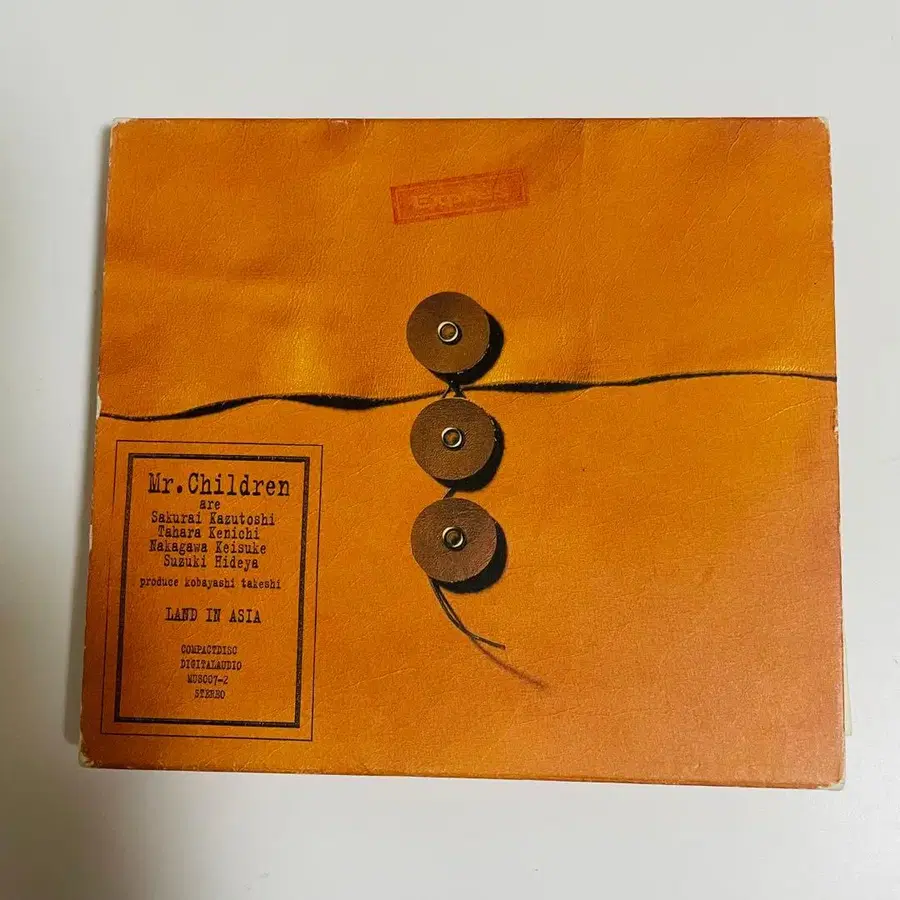 Express
Mr.Children
are
Sakurai Kazutoshi
Tahara Kenichi
Nakagawa Keisuke
Suzuki Hideya
produce kobayashi takeshi
LAND IN ASIA
COMPACTDISC
DIGITALAUDIO
MDS007-2
STEREO